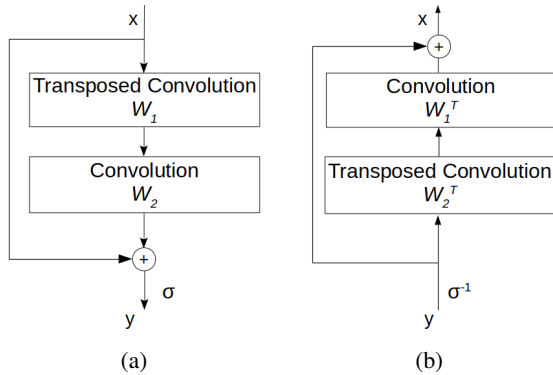 x
Transposed Convolution
W₁
Convolution
W₂
+
σ
y
(a)
x
+
Convolution
W₁ᵀ
Transposed Convolution
W₂ᵀ
σ⁻¹
y
(b)